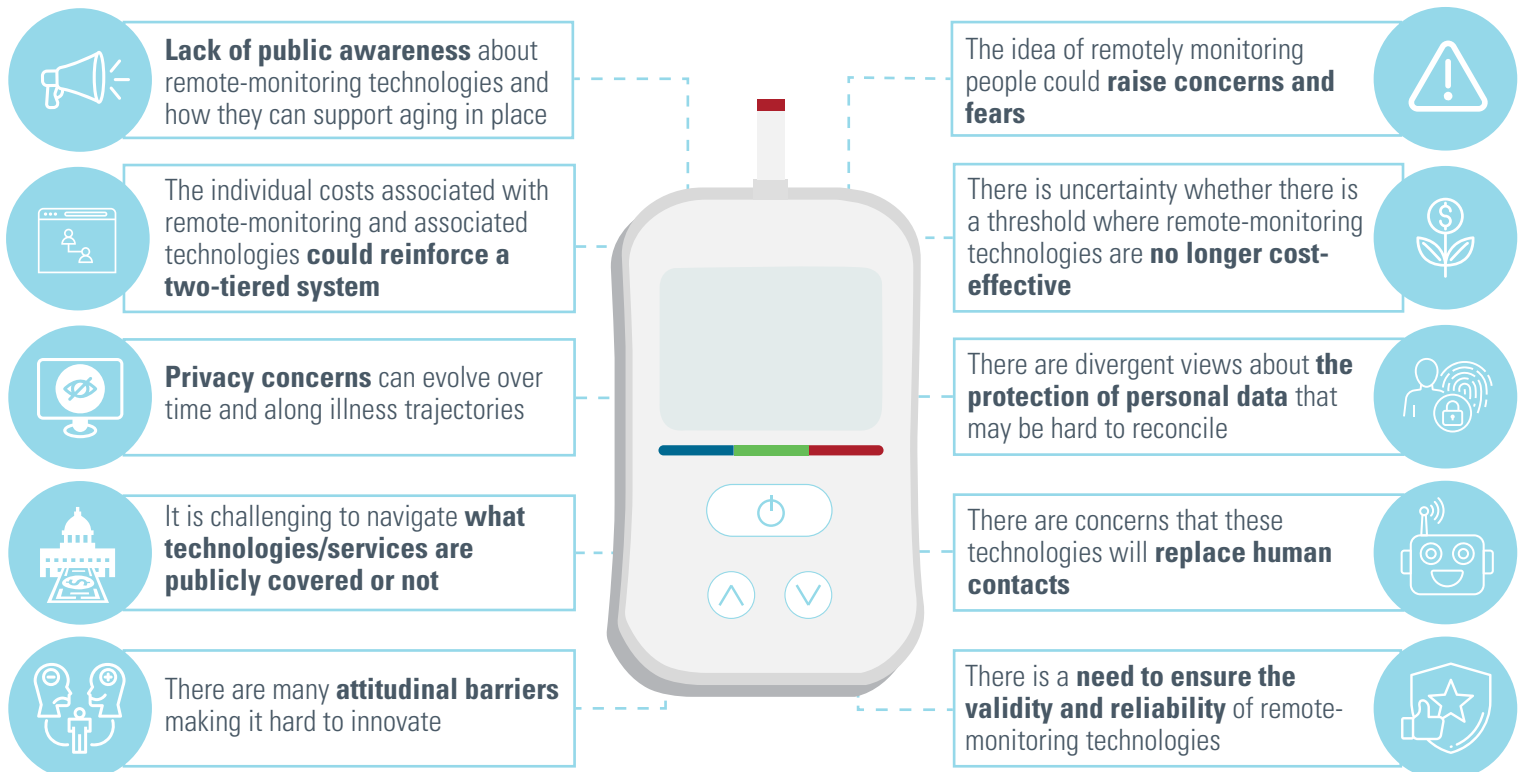 Lack of public awareness about
remote-monitoring technologies and
how they can support aging in place
The individual costs associated with
remote-monitoring and associated
technologies could reinforce a
two-tiered system
Privacy concerns can evolve over
time and along illness trajectories
It is challenging to navigate what
technologies/services are
publicly covered or not
There are many attitudinal barriers
making it hard to innovate
The idea of remotely monitoring
people could raise concerns and
fears
There is uncertainty whether there is
a threshold where remote-monitoring
technologies are no longer cost-
effective
There are divergent views about the
protection of personal data that
may be hard to reconcile
There are concerns that these
technologies will replace human
contacts
There is a need to ensure the
validity and reliability of remote-
monitoring technologies